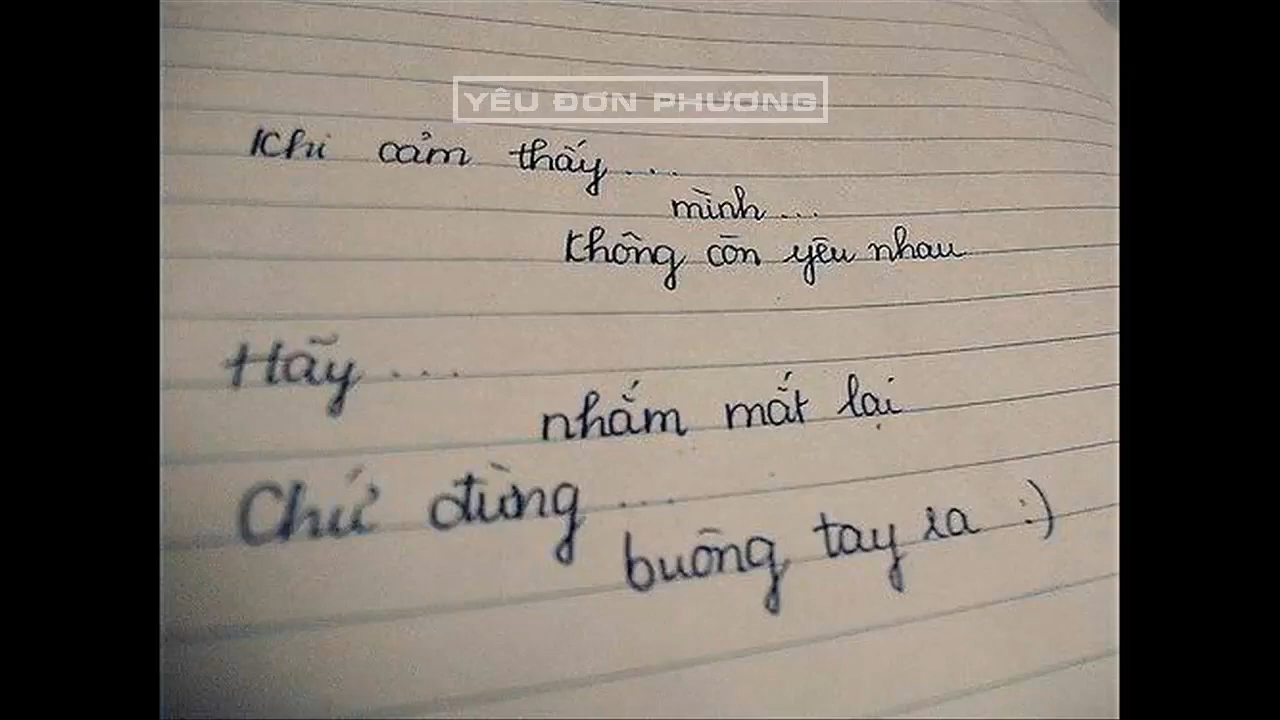 YÊU ĐƠN PHƯƠNG
Khi cảm thấy ...
mình ...
không còn yêu nhau
Hãy ...
nhắm mắt lại
Chứ đừng ...
buông tay ra :)